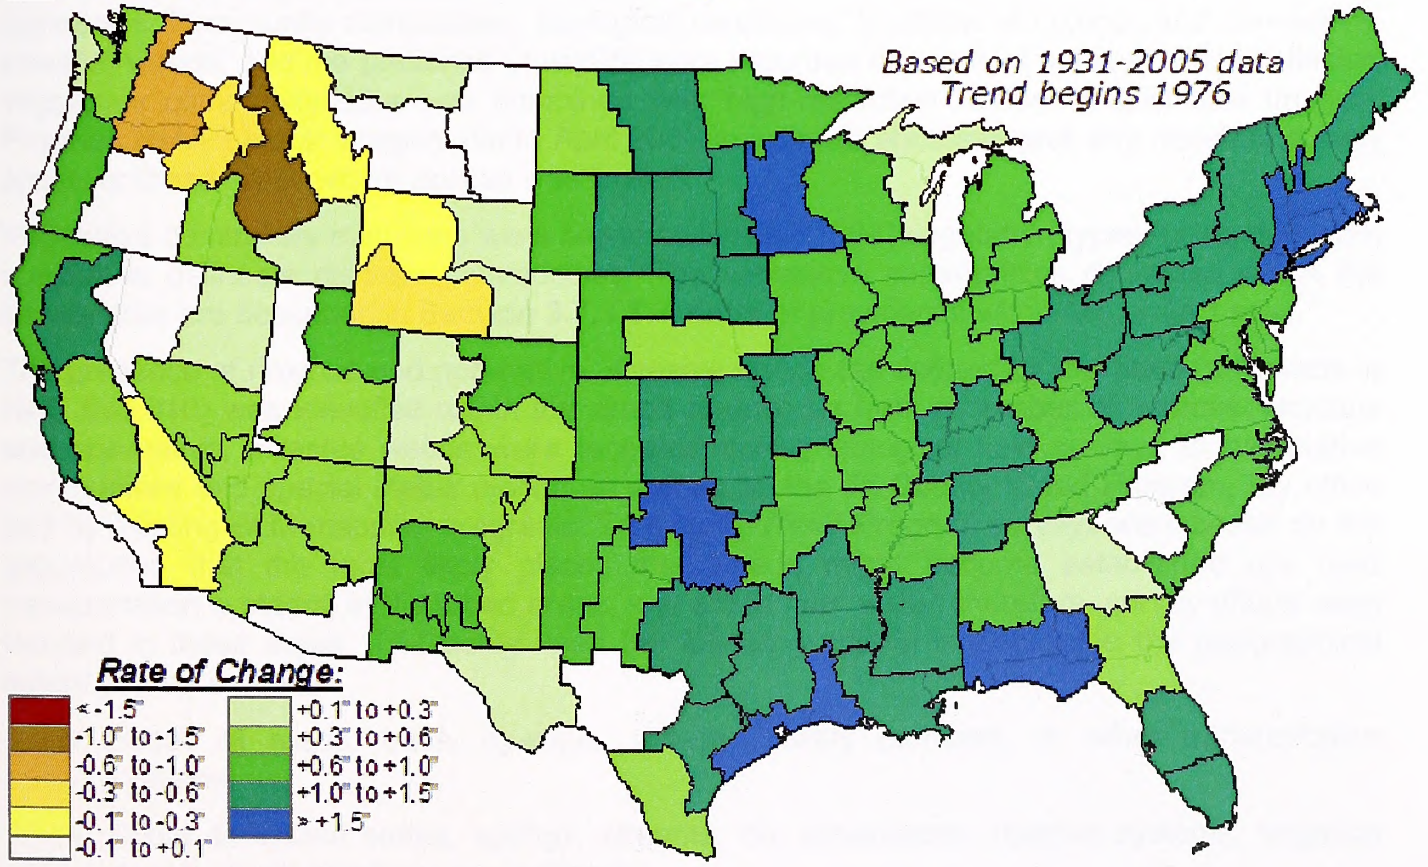 Based on 1931-2005 data
Trend begins 1976
Rate of Change:
< -1.5"
-1.0" to -1.5"
-0.6" to -1.0"
-0.3" to -0.6"
-0.1" to -0.3"
-0.1" to +0.1"
+0.1" to +0.3"
+0.3" to +0.6"
+0.6" to +1.0"
+1.0" to +1.5"
> +1.5"